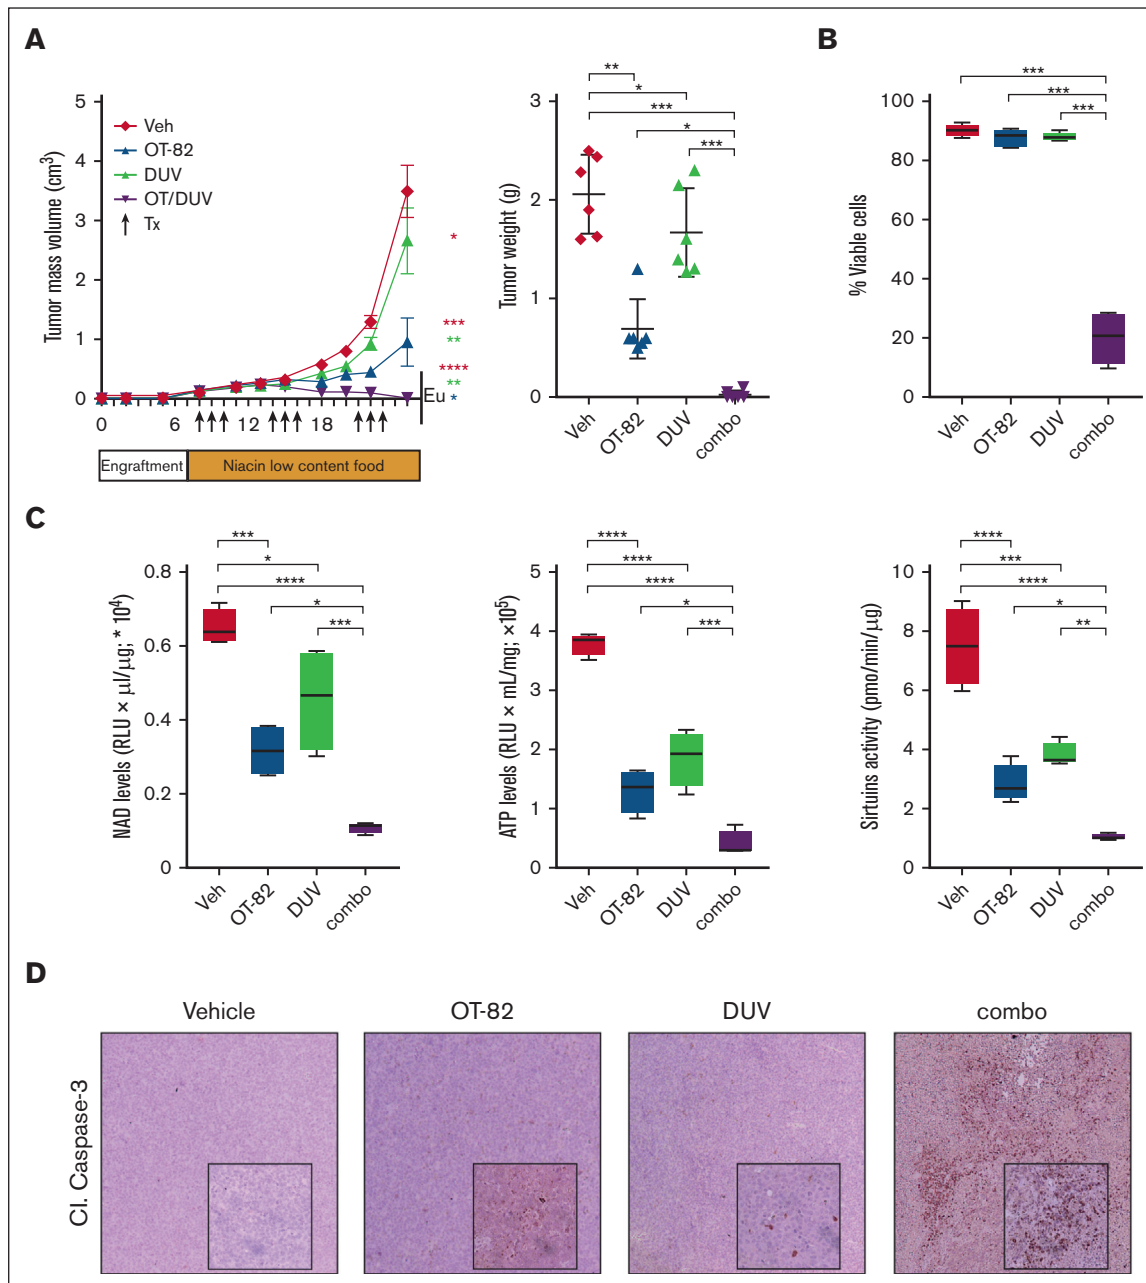 A
Tumor mass volume (cm³)
5
4
3
2
1
0
Veh
OT-82
DUV
OT/DUV
Tx
*
***
**
****
**
*
Eu
0 6 12 18
Engraftment
Niacin low content food
**
*
***
*
***
Tumor weight (g)
3
2
1
0
Veh OT-82 DUV combo
B
***
***
***
% Viable cells
100
80
60
40
20
0
Veh OT-82 DUV combo
C
***
*
****
*
***
NAD levels (RLU × μl/μg; * 10⁴)
0.8
0.6
0.4
0.2
0
Veh OT-82 DUV combo
****
****
****
*
***
ATP levels (RLU × mL/mg; ×10⁵)
5
4
3
2
1
0
Veh OT-82 DUV combo
****
***
****
*
**
Sirtuins activity (pmo/min/μg)
10
8
6
4
2
0
Veh OT-82 DUV combo
D
Vehicle OT-82 DUV combo
Cl. Caspase-3